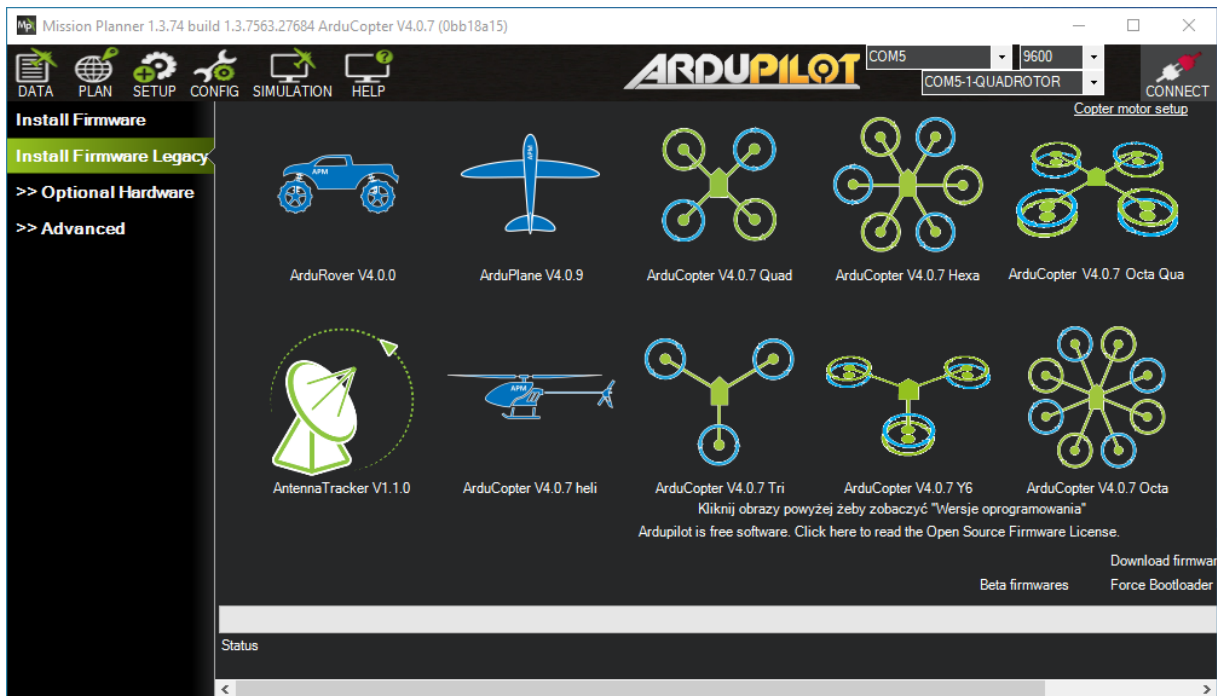 Mission Planner 1.3.74 build 1.3.7563.27684 ArduCopter V4.0.7 (0bb18a15)
DATA PLAN SETUP CONFIG SIMULATION HELP
ARDUPILOT
COM5 9600
COM5-1-QUADROTOR
CONNECT
Copter motor setup
Install Firmware
Install Firmware Legacy
>> Optional Hardware
>> Advanced
APM
APM
ArduRover V4.0.0
ArduPlane V4.0.9
ArduCopter V4.0.7 Quad
ArduCopter V4.0.7 Hexa
ArduCopter V4.0.7 Octa Qua
APM
AntennaTracker V1.1.0
ArduCopter V4.0.7 heli
ArduCopter V4.0.7 Tri
ArduCopter V4.0.7 Y6
ArduCopter V4.0.7 Octa
Kliknij obrazy powyżej żeby zobaczyć "Wersje oprogramowania"
Ardupilot is free software. Click here to read the Open Source Firmware License.
Download firmwar
Beta firmwares
Force Bootloader
Status